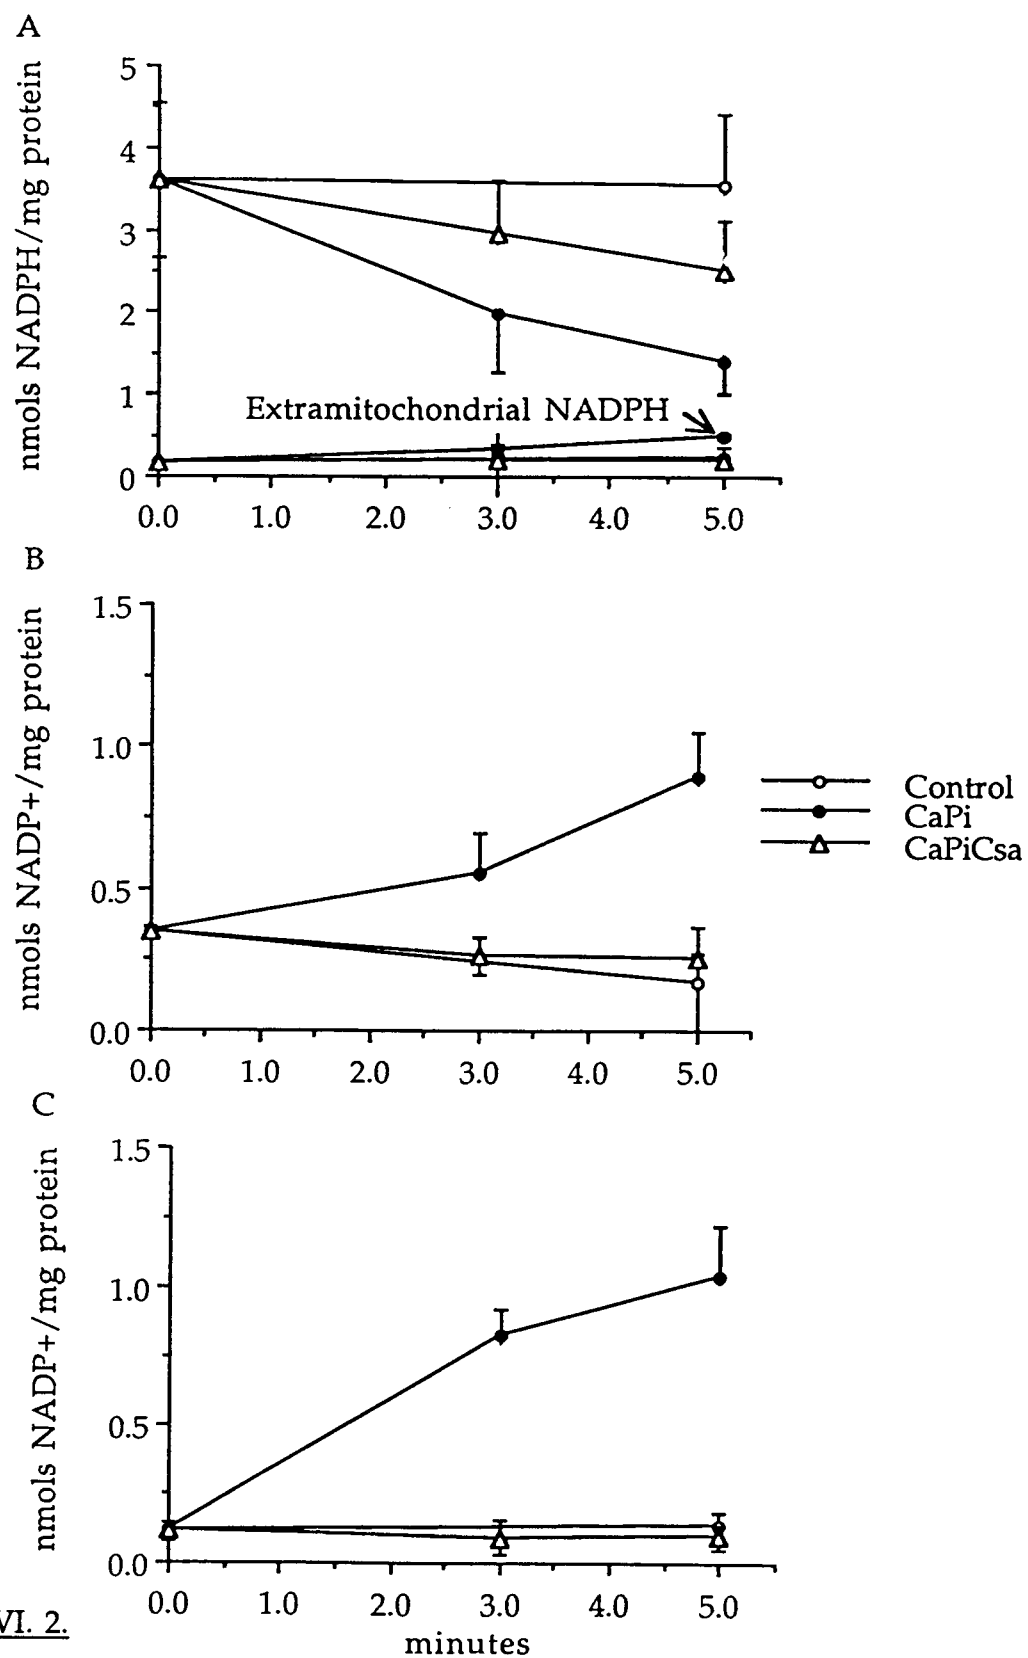 A
nmols NADPH/mg protein
5
4
3
2
1
0
Extramitochondrial NADPH
0.0 1.0 2.0 3.0 4.0 5.0
B
nmols NADP+/mg protein
1.5
1.0
0.5
0.0
0.0 1.0 2.0 3.0 4.0 5.0
Control
CaPi
CaPiCsa
C
nmols NADP+/mg protein
1.5
1.0
0.5
0.0
0.0 1.0 2.0 3.0 4.0 5.0
minutes
VI. 2.